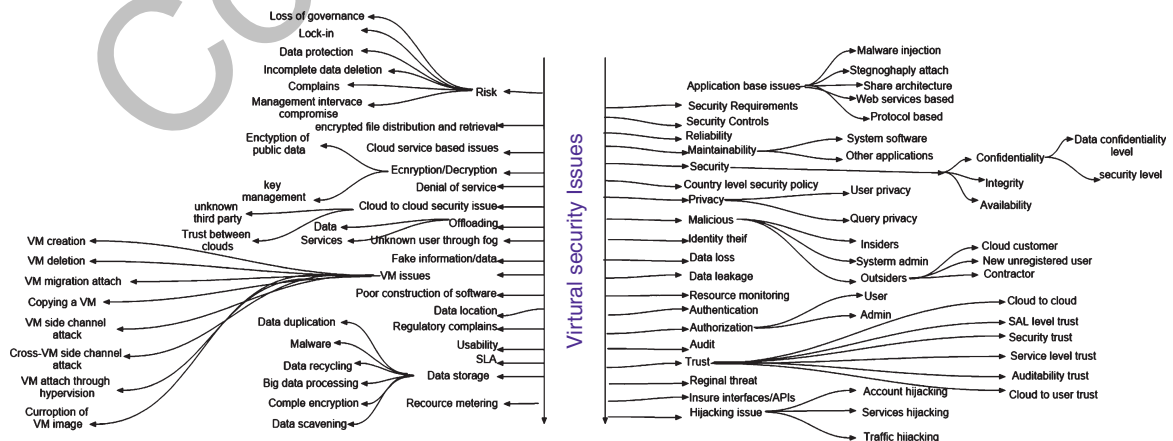 Loss of governance
Lock-in
Data protection
Incomplete data deletion
Complains
Management intervace
compromise
Risk
encrypted file distribution and retrieval
Cloud service based issues
Enctyption of
public data
Ecnryption/Decryption
key
management
Denial of service
Cloud to cloud security issue
unknown
third party
Trust between
clouds
Offloading
Data
Services
Unknown user through fog
Fake information/data
VM issues
VM creation
VM deletion
VM migration attach
Copying a VM
VM side channel
attack
Cross-VM side channel
attack
VM attach through
hypervision
Curroption of
VM image
Poor construction of software
Data location
Regulatory complains
Usability
SLA
Data storage
Data duplication
Malware
Data recycling
Big data processing
Comple encryption
Data scavening
Recource metering
Virtural security Issues
Application base issues
Malware injection
Stegnoghaply attach
Share architecture
Web services based
Protocol based
Security Requirements
Security Controls
Reliability
Maintainability
System software
Other applications
Security
Confidentiality
Data confidentiality
level
security level
Integrity
Availability
Country level security policy
Privacy
User privacy
Query privacy
Malicious
Insiders
Systerm admin
Outsiders
Cloud customer
New unregistered user
Contractor
Identity theif
Data loss
Data leakage
Resource monitoring
Authentication
Authorization
User
Admin
Audit
Trust
Cloud to cloud
SAL level trust
Security trust
Service level trust
Auditability trust
Cloud to user trust
Reginal threat
Insure interfaces/APIs
Hijacking issue
Account hijacking
Services hijacking
Traffic hijacking